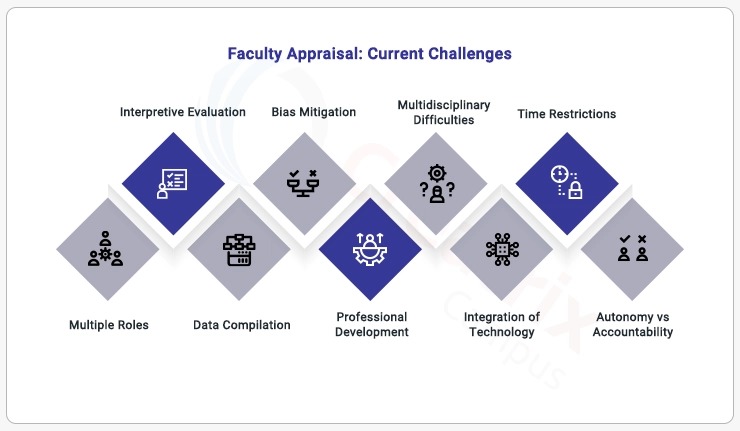 Faculty Appraisal: Current Challenges
Interpretive Evaluation
Bias Mitigation
Multidisciplinary
Difficulties
Time Restrictions
Multiple Roles
Data Compilation
Professional
Development
Integration of
Technology
Autonomy vs
Accountability
Campus